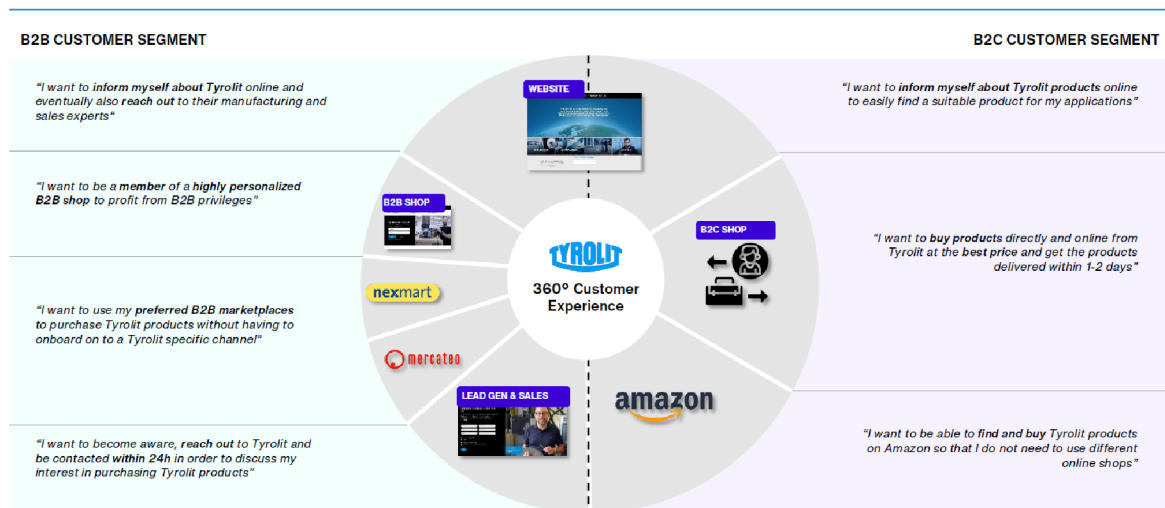 B2B CUSTOMER SEGMENT
B2C CUSTOMER SEGMENT
“I want to inform myself about Tyrolit online and
eventually also reach out to their manufacturing and
sales experts“
“I want to be a member of a highly personalized
B2B shop to profit from B2B privileges”
“I want to use my preferred B2B marketplaces
to purchase Tyrolit products without having to
onboard on to a Tyrolit specific channel“
“I want to become aware, reach out to Tyrolit and
be contacted within 24h in order to discuss my
interest in purchasing Tyrolit products”
WEBSITE
B2B SHOP
nexmart
mercateo
LEAD GEN & SALES
TYROLIT
360° Customer
Experience
B2C SHOP
amazon
“I want to inform myself about Tyrolit products online
to easily find a suitable product for my applications”
“I want to buy products directly and online from
Tyrolit at the best price and get the products
delivered within 1-2 days”
“I want to be able to find and buy Tyrolit products
on Amazon so that I do not need to use different
online shops”